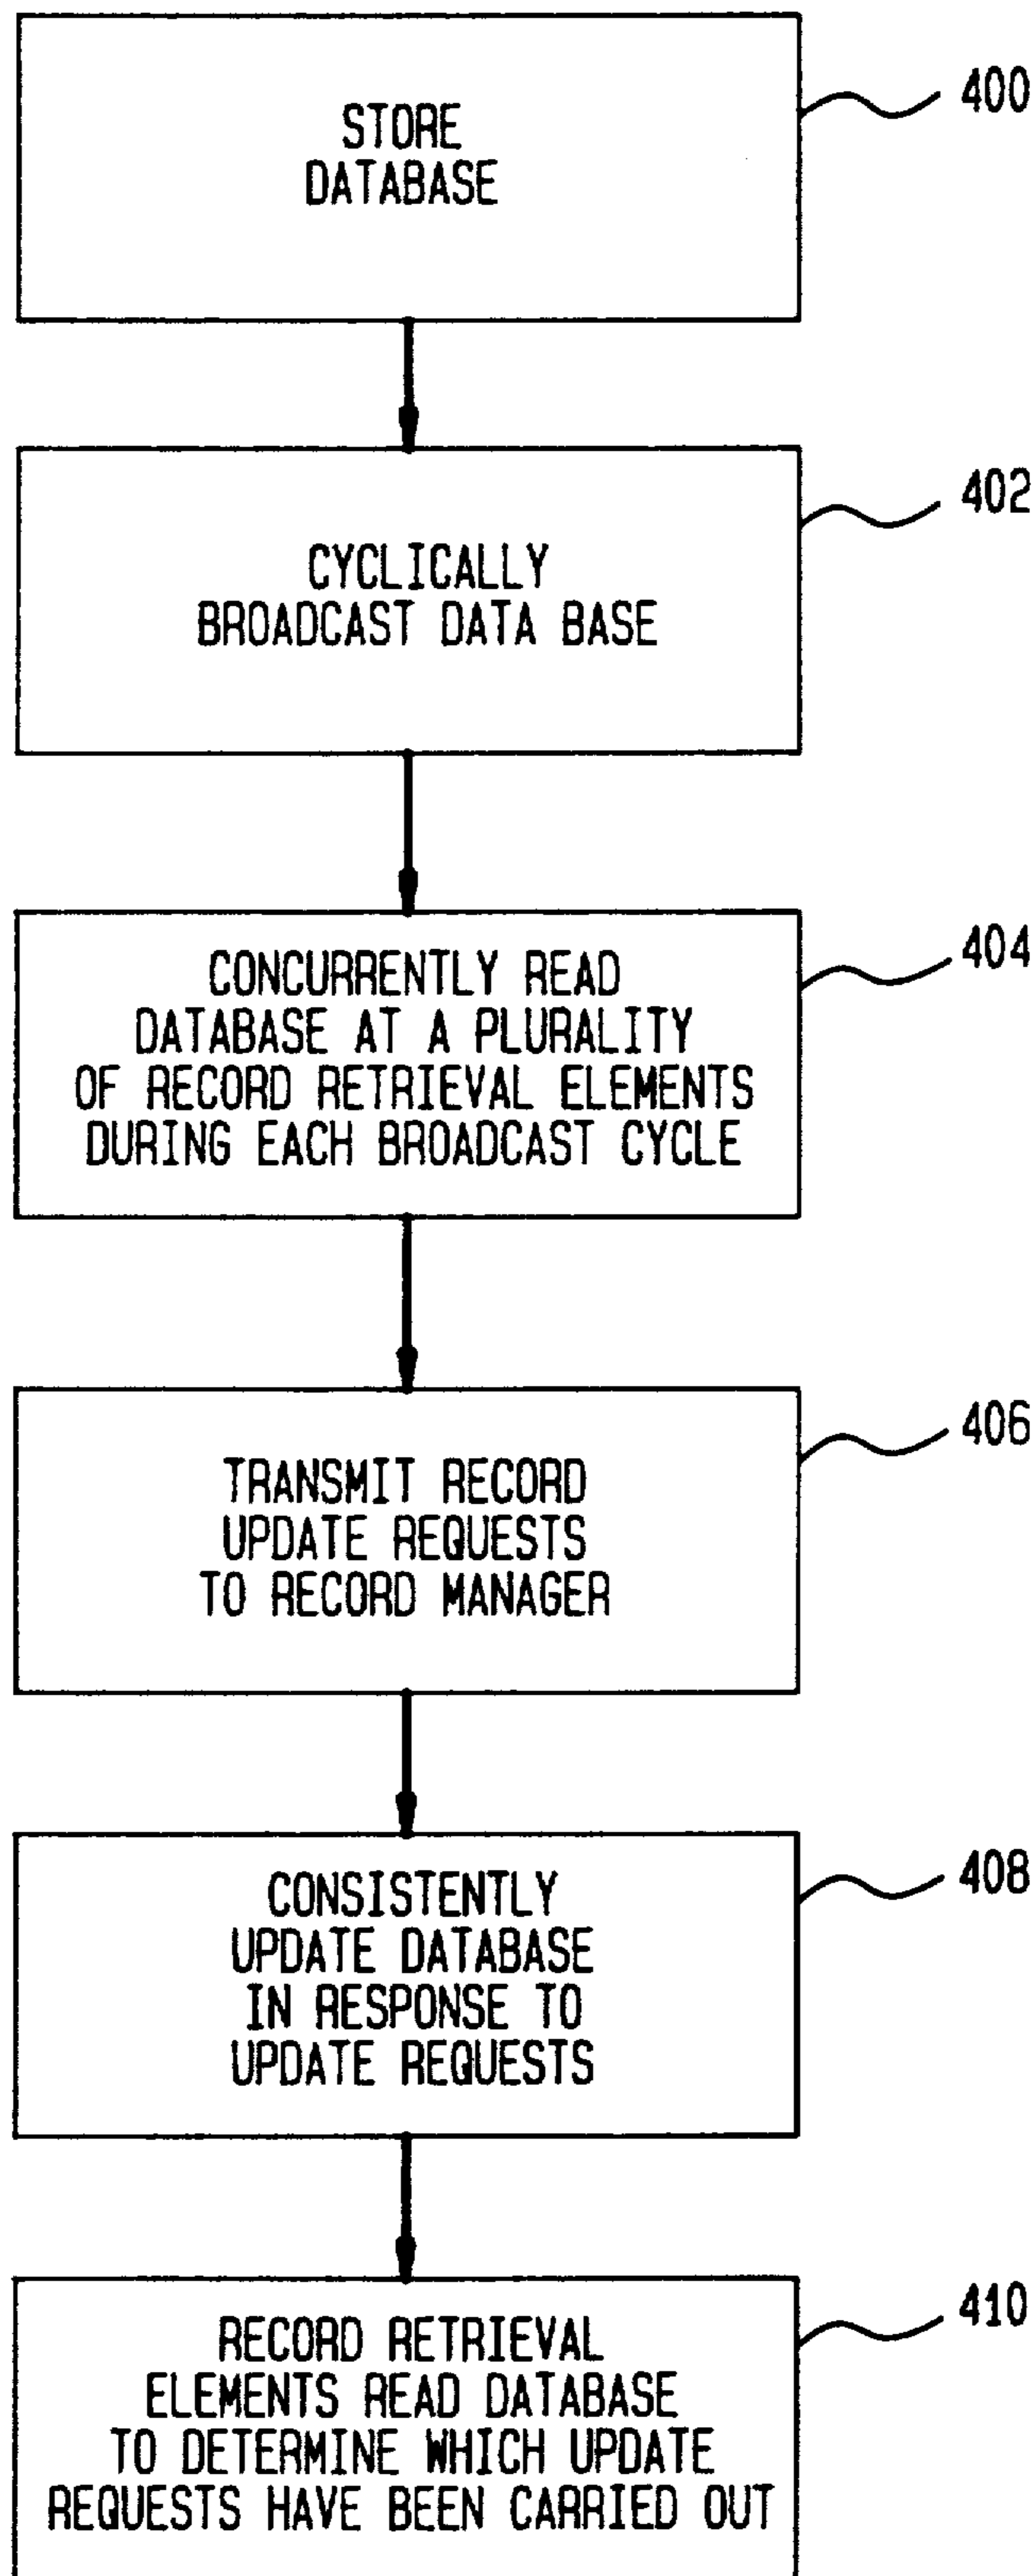 STORE
DATABASE
400
CYCLICALLY
BROADCAST DATA BASE
402
CONCURRENTLY READ
DATABASE AT A PLURALITY
OF RECORD RETRIEVAL ELEMENTS
DURING EACH BROADCAST CYCLE
404
TRANSMIT RECORD
UPDATE REQUESTS
TO RECORD MANAGER
406
CONSISTENTLY
UPDATE DATABASE
IN RESPONSE TO
UPDATE REQUESTS
408
RECORD RETRIEVAL
ELEMENTS READ DATABASE
TO DETERMINE WHICH UPDATE
REQUESTS HAVE BEEN CARRIED OUT
410